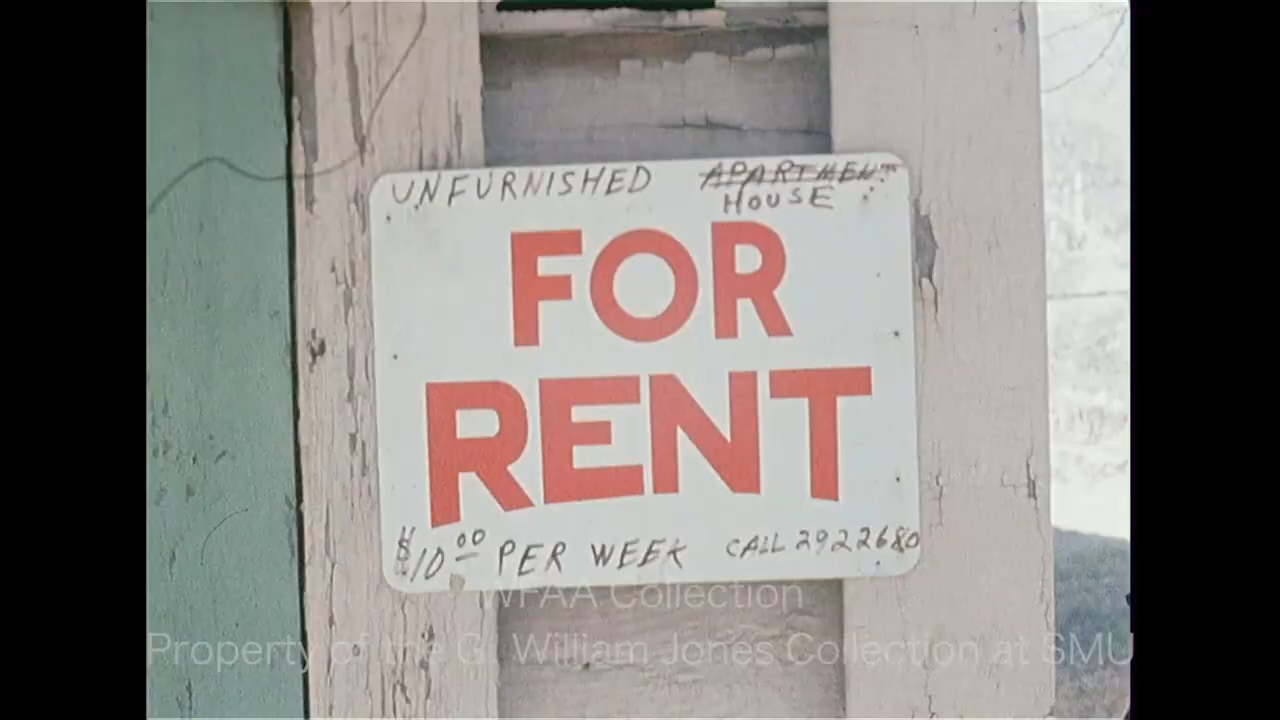 UNFURNISHED APARTMENT
HOUSE
FOR
RENT
$10.00 PER WEEK CALL 2922680
WFAA Collection
Property of the G. William Jones Collection at SMU